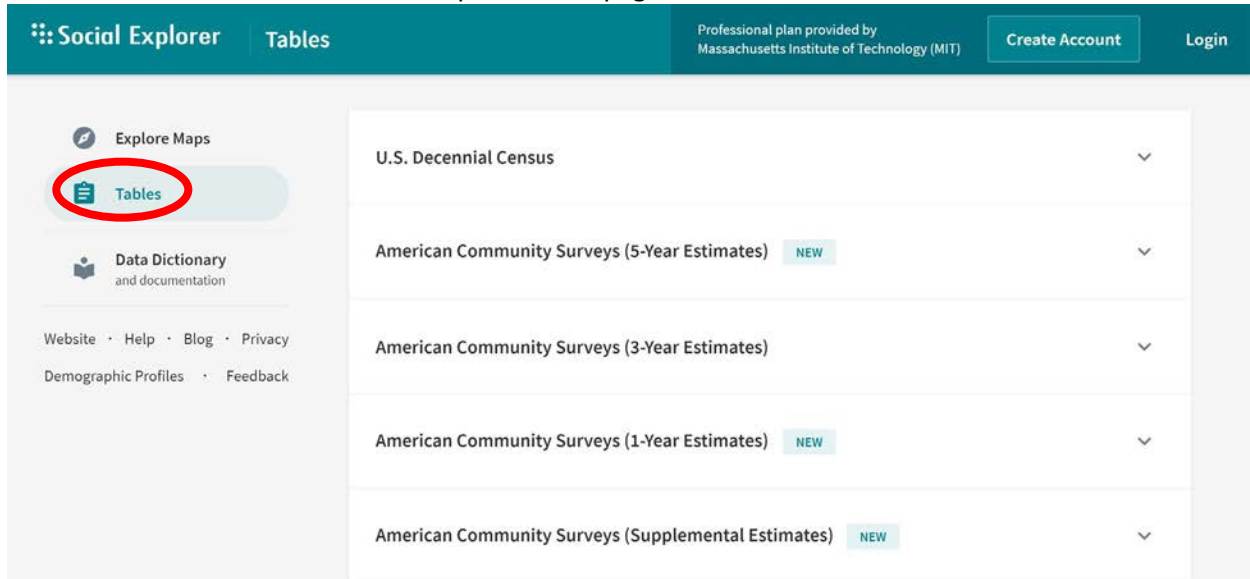 Social Explorer
Tables
Professional plan provided by
Massachusetts Institute of Technology (MIT)
Create Account
Login
Explore Maps
Tables
Data Dictionary
and documentation
Website · Help · Blog · Privacy
Demographic Profiles · Feedback
U.S. Decennial Census
American Community Surveys (5-Year Estimates) NEW
American Community Surveys (3-Year Estimates)
American Community Surveys (1-Year Estimates) NEW
American Community Surveys (Supplemental Estimates) NEW